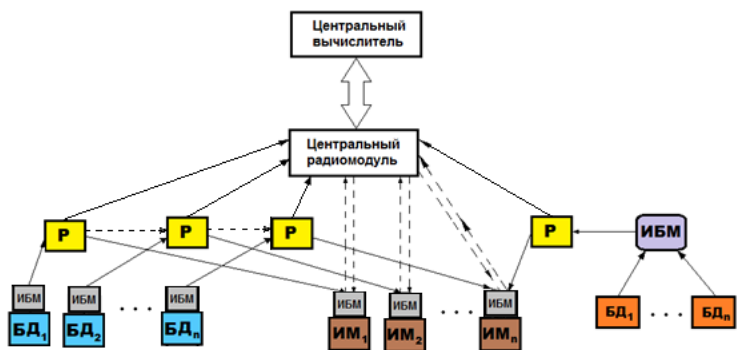 Центральный
вычислитель
Центральный
радиомодуль
Р
Р
Р
Р
ИБМ
ИБМ
ИБМ
. . .
ИБМ
БД₁
БД₂
БДₙ
ИБМ
ИБМ
. . .
ИБМ
ИМ₁
ИМ₂
ИМₙ
БД₁
. . .
БДₙ